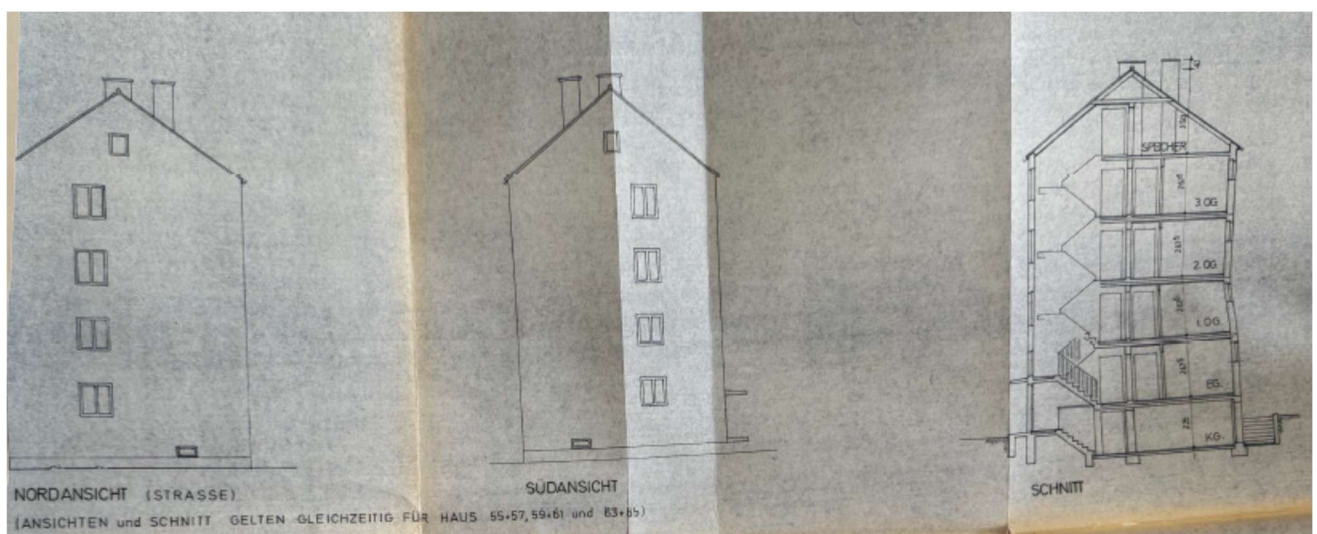 NORDANSICHT (STRASSE)
(ANSICHTEN und SCHNITT GELTEN GLEICHZEITIG FÜR HAUS 55+57, 59+61 und 63+65)
SÜDANSICHT
SPEICHER
3.OG.
2.OG.
1.OG.
EG.
KG.
SCHNITT